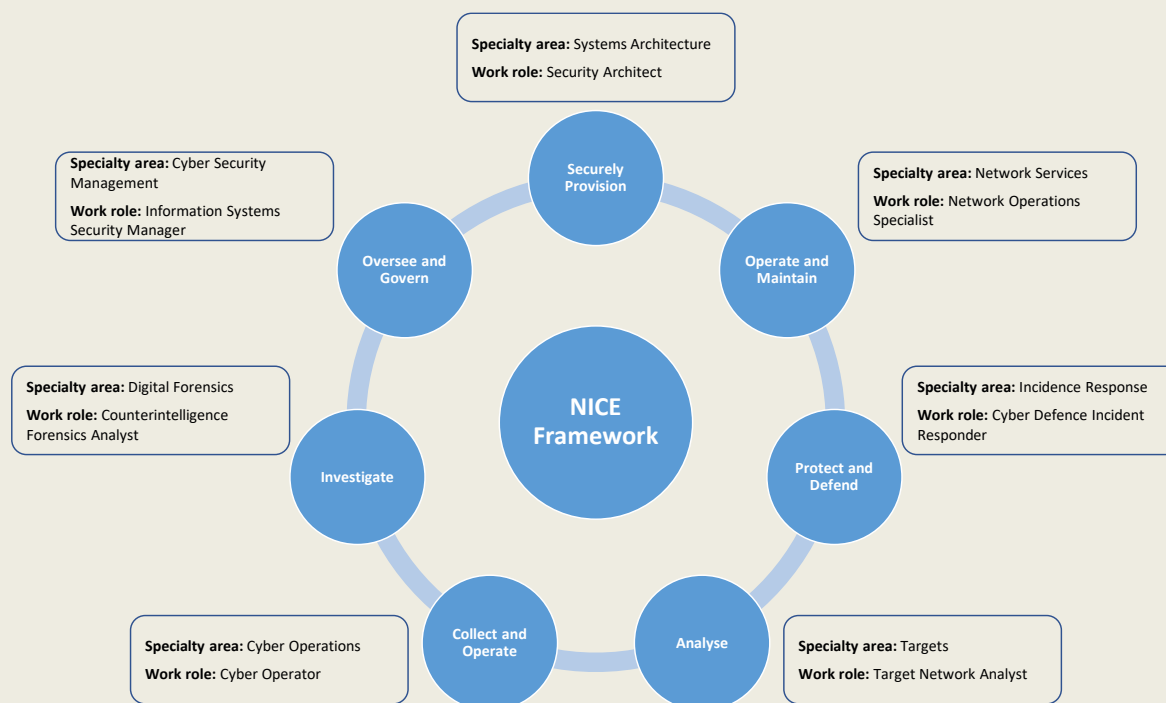 Specialty area: Systems Architecture
Work role: Security Architect
Securely
Provision
Specialty area: Cyber Security
Management
Work role: Information Systems
Security Manager
Oversee and
Govern
Specialty area: Network Services
Work role: Network Operations
Specialist
Operate and
Maintain
Specialty area: Digital Forensics
Work role: Counterintelligence
Forensics Analyst
Investigate
NICE
Framework
Specialty area: Incidence Response
Work role: Cyber Defence Incident
Responder
Protect and
Defend
Specialty area: Cyber Operations
Work role: Cyber Operator
Collect and
Operate
Analyse
Specialty area: Targets
Work role: Target Network Analyst